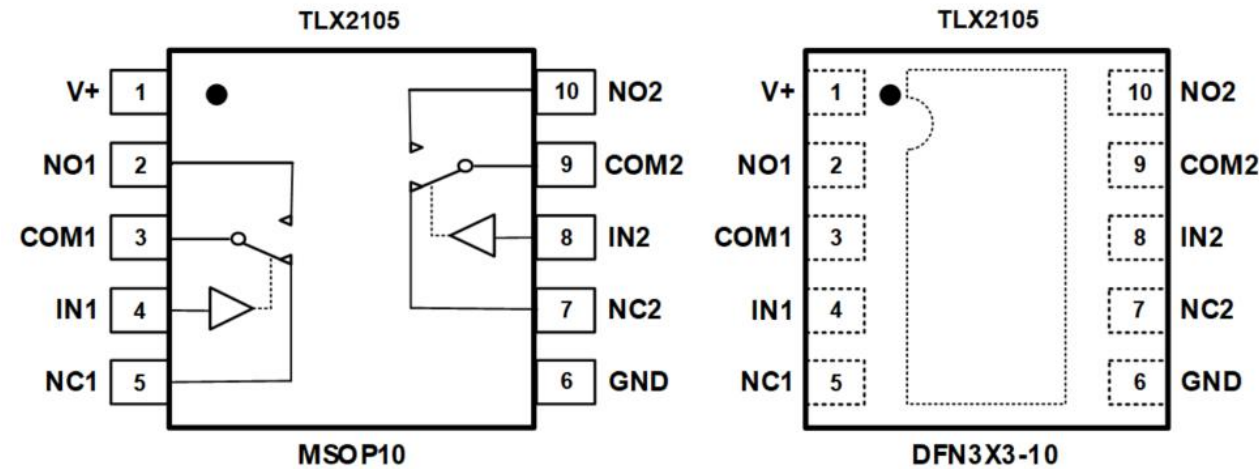 TLX2105
V+ 1 10 NO2
NO1 2 9 COM2
COM1 3 8 IN2
IN1 4 7 NC2
NC1 5 6 GND
MSOP10
TLX2105
V+ 1 10 NO2
NO1 2 9 COM2
COM1 3 8 IN2
IN1 4 7 NC2
NC1 5 6 GND
DFN3X3-10